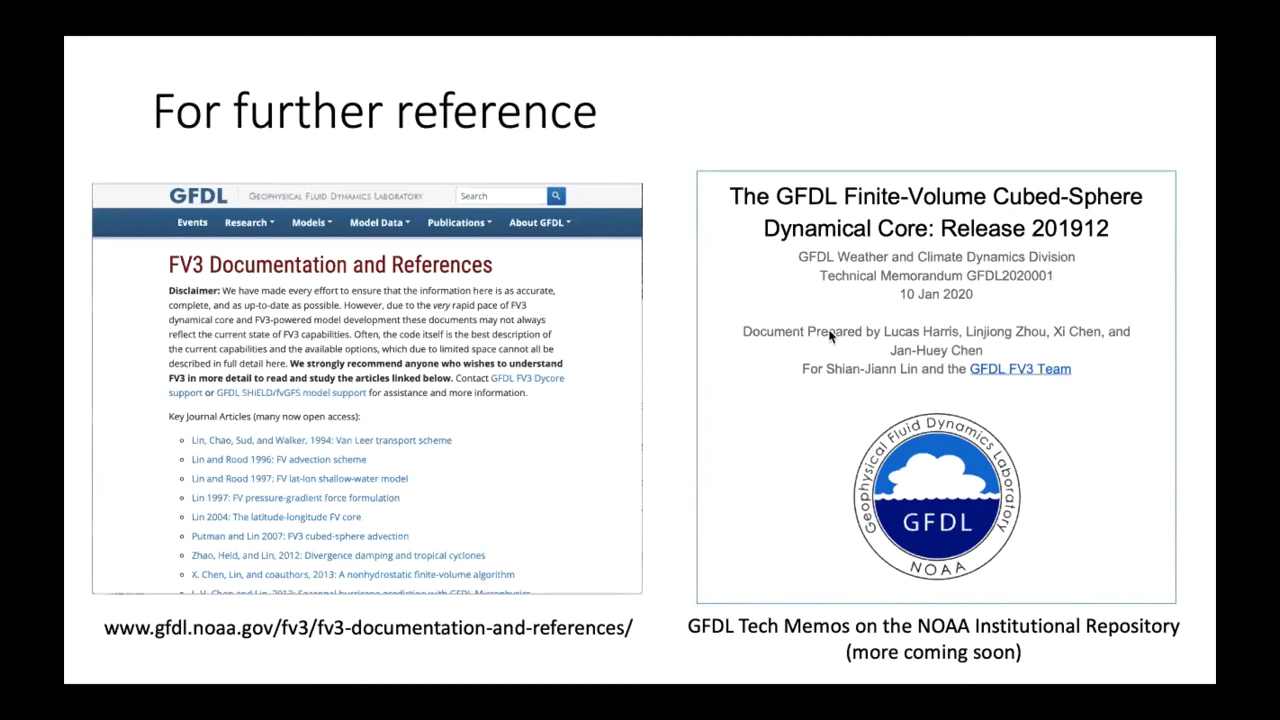 For further reference
GFDL GEOPHYSICAL FLUID DYNAMICS LABORATORY Search
Events Research Models Model Data Publications About GFDL
FV3 Documentation and References
Disclaimer: We have made every effort to ensure that the information here is as accurate,
complete, and as up-to-date as possible. However, due to the very rapid pace of FV3
dynamical core and FV3-powered model development these documents may not always
reflect the current state of FV3 capabilities. Often, the code itself is the best description of
the current capabilities and the available options, which due to limited space cannot all be
described in full detail here. We strongly recommend anyone who wishes to understand
FV3 in more detail to read and study the articles linked below. Contact GFDL FV3 Dycore
support or GFDL SHiELD/fvGFS model support for assistance and more information.
Key Journal Articles (many now open access):
Lin, Chao, Sud, and Walker, 1994: Van Leer transport scheme
Lin and Rood 1996: FV advection scheme
Lin and Rood 1997: FV lat-lon shallow-water model
Lin 1997: FV pressure-gradient force formulation
Lin 2004: The latitude-longitude FV core
Putman and Lin 2007: FV3 cubed-sphere advection
Zhao, Held, and Lin, 2012: Divergence damping and tropical cyclones
X. Chen, Lin, and coauthors, 2013: A nonhydrostatic finite-volume algorithm
J. H. Chen and Lin, 2013: Seasonal hurricane prediction with GFDL Microphysics
www.gfdl.noaa.gov/fv3/fv3-documentation-and-references/
The GFDL Finite-Volume Cubed-Sphere
Dynamical Core: Release 201912
GFDL Weather and Climate Dynamics Division
Technical Memorandum GFDL2020001
10 Jan 2020
Document Prepared by Lucas Harris, Linjiong Zhou, Xi Chen, and
Jan-Huey Chen
For Shian-Jiann Lin and the GFDL FV3 Team
Geophysical Fluid Dynamics Laboratory
GFDL
NOAA
GFDL Tech Memos on the NOAA Institutional Repository
(more coming soon)